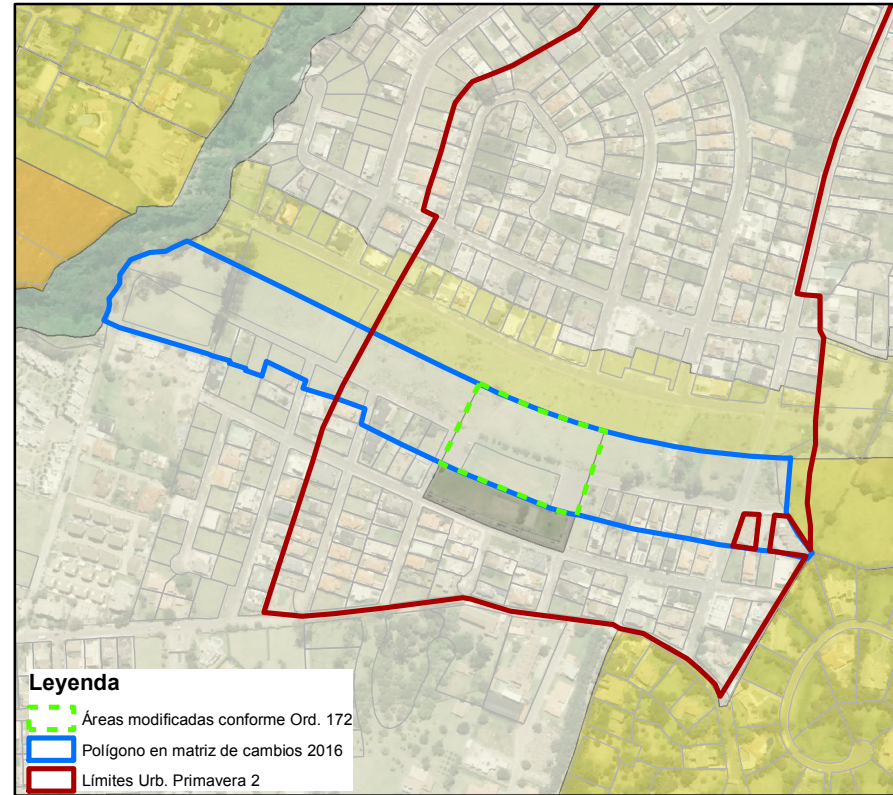 Leyenda
Áreas modificadas conforme Ord. 172
Polígono en matriz de cambios 2016
Límites Urb. Primavera 2